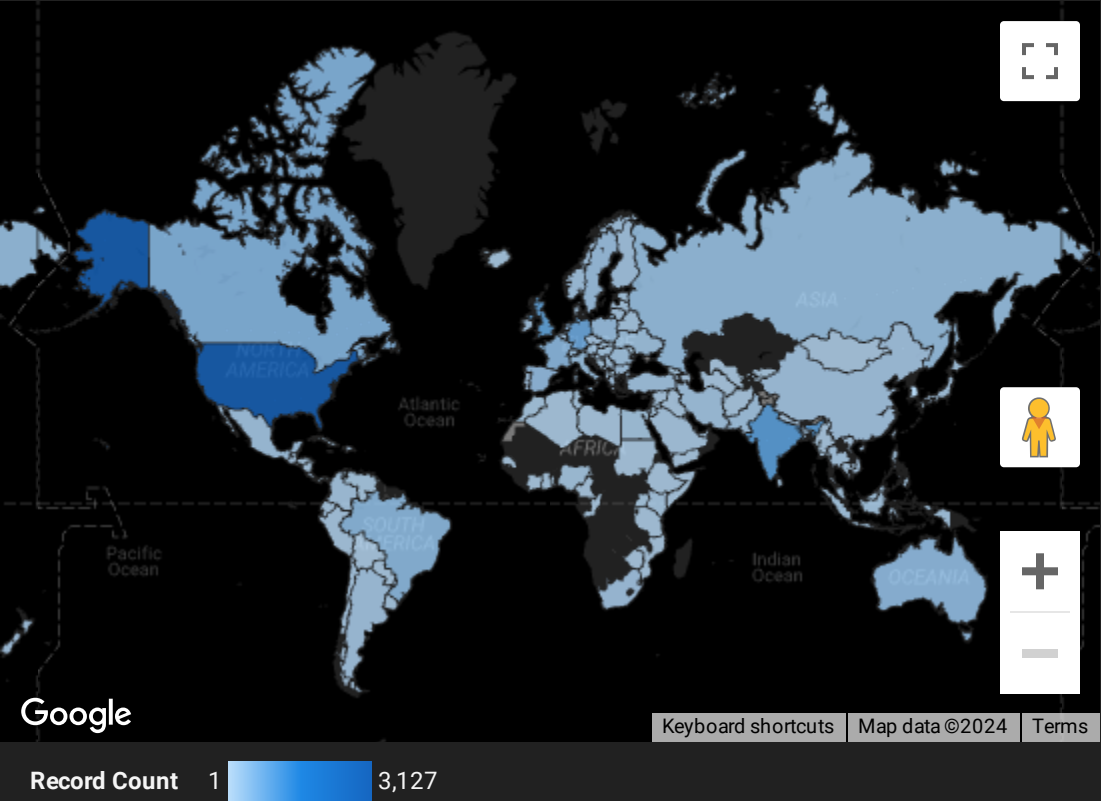 ASIA
NORTH
AMERICA
Atlantic
Ocean
AFRICA
SOUTH
AMERICA
Pacific
Ocean
Indian
Ocean
OCEANIA
Google
Keyboard shortcuts
Map data ©2024
Terms
Record Count 1 3,127